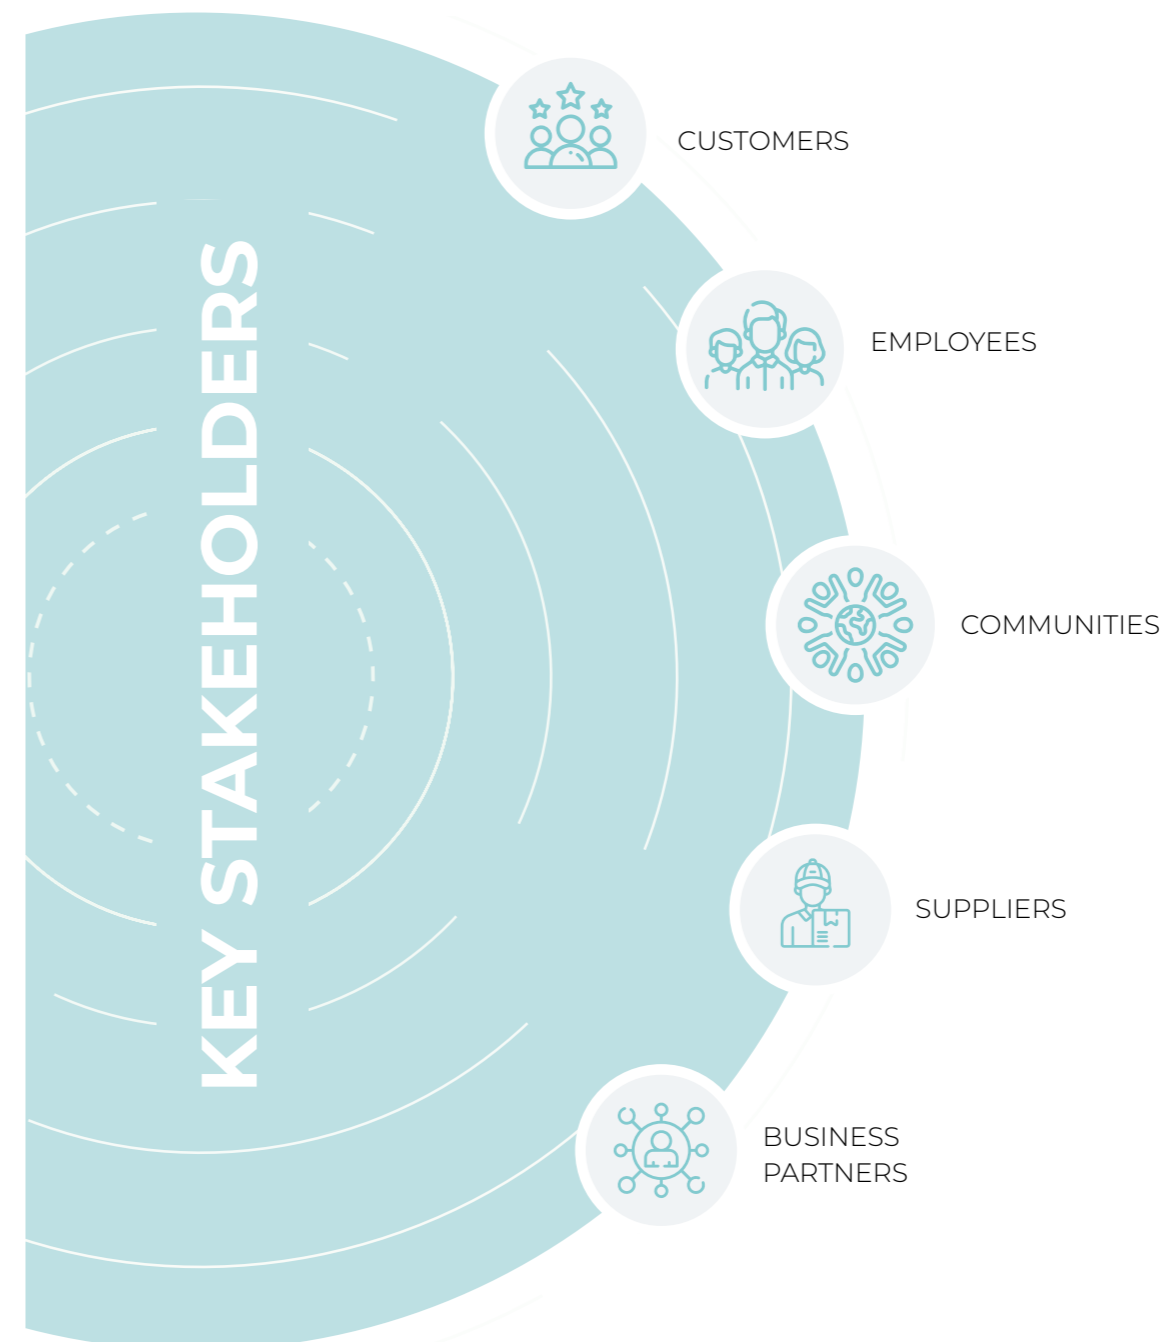 KEY STAKEHOLDERS
CUSTOMERS
EMPLOYEES
COMMUNITIES
SUPPLIERS
BUSINESS
PARTNERS